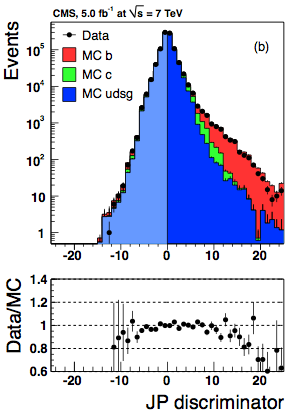 CMS, 5.0 fb⁻¹ at √s = 7 TeV
Events
Data
(b)
MC b
MC c
MC udsg
10⁵
10⁴
10³
10²
10
1
-20 -10 0 10 20
Data/MC
1.4
1.2
1
0.8
0.6
-20 -10 0 10 20
JP discriminator